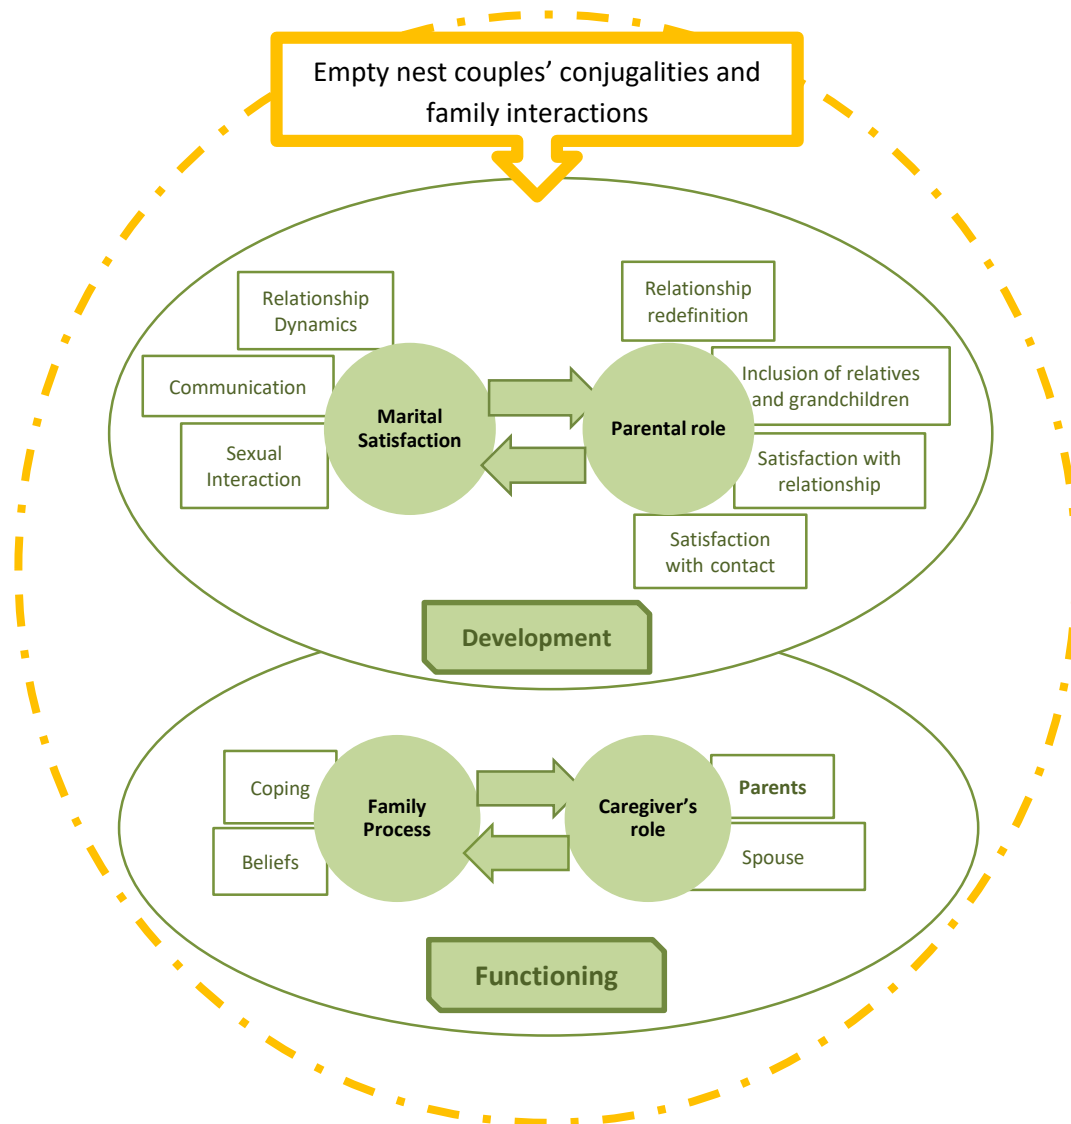 Empty nest couples’ conjugalities and
family interactions
Relationship
Dynamics
Communication
Sexual
Interaction
Marital
Satisfaction
Parental role
Relationship
redefinition
Inclusion of relatives
and grandchildren
Satisfaction with
relationship
Satisfaction
with contact
Development
Coping
Beliefs
Family
Process
Caregiver’s
role
Parents
Spouse
Functioning